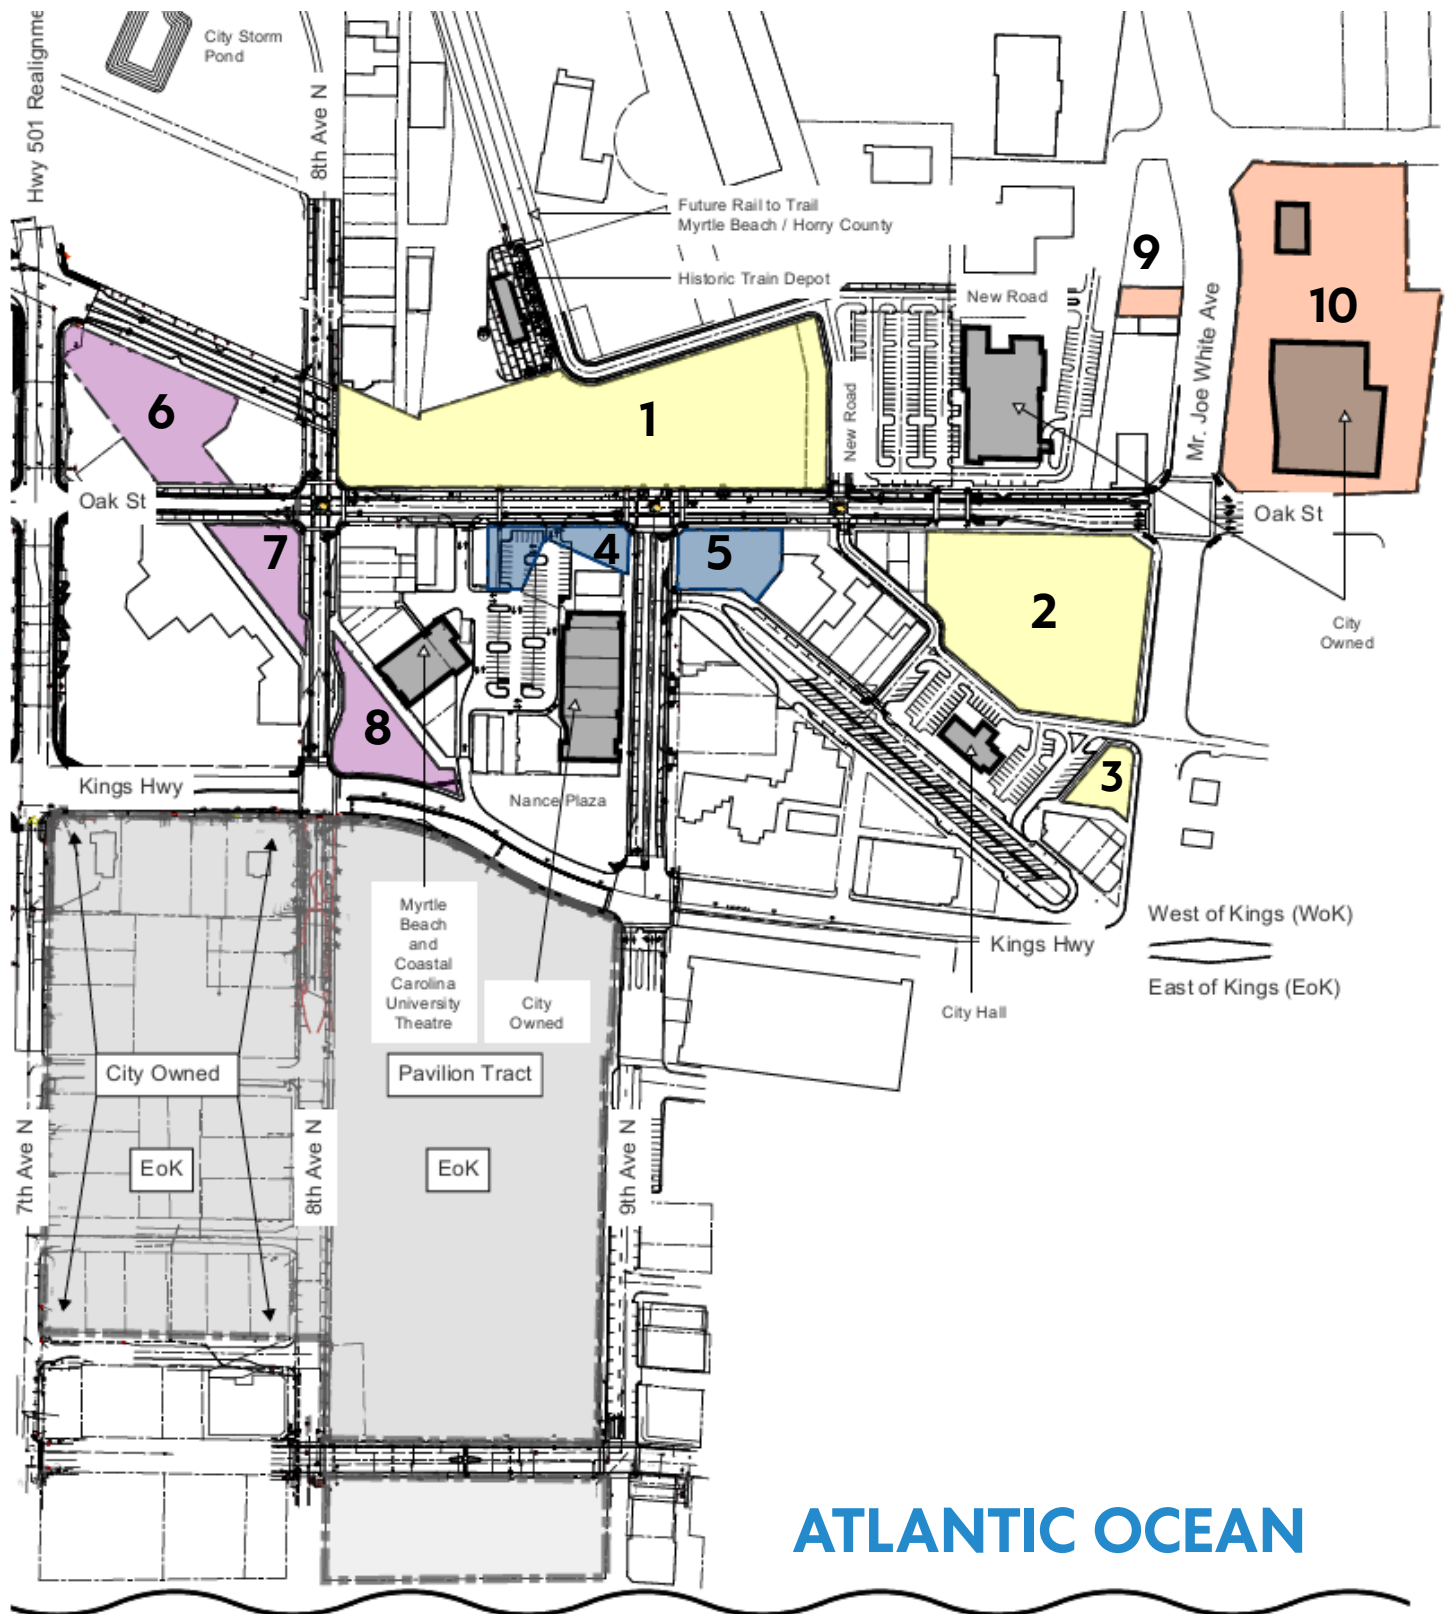 City Storm
Pond
Hwy 501 Realignme
8th Ave N
Future Rail to Trail
Myrtle Beach / Horry County
Historic Train Depot
New Road
9
10
Mr. Joe White Ave
6
1
New Road
Oak St
Oak St
7
4
5
2
City
Owned
8
3
Kings Hwy
Nance Plaza
Myrtle
Beach
and
Coastal
Carolina
University
Theatre
City
Owned
West of Kings (WoK)
Kings Hwy
East of Kings (EoK)
City Hall
City Owned
Pavilion Tract
7th Ave N
EoK
8th Ave N
EoK
9th Ave N
ATLANTIC OCEAN